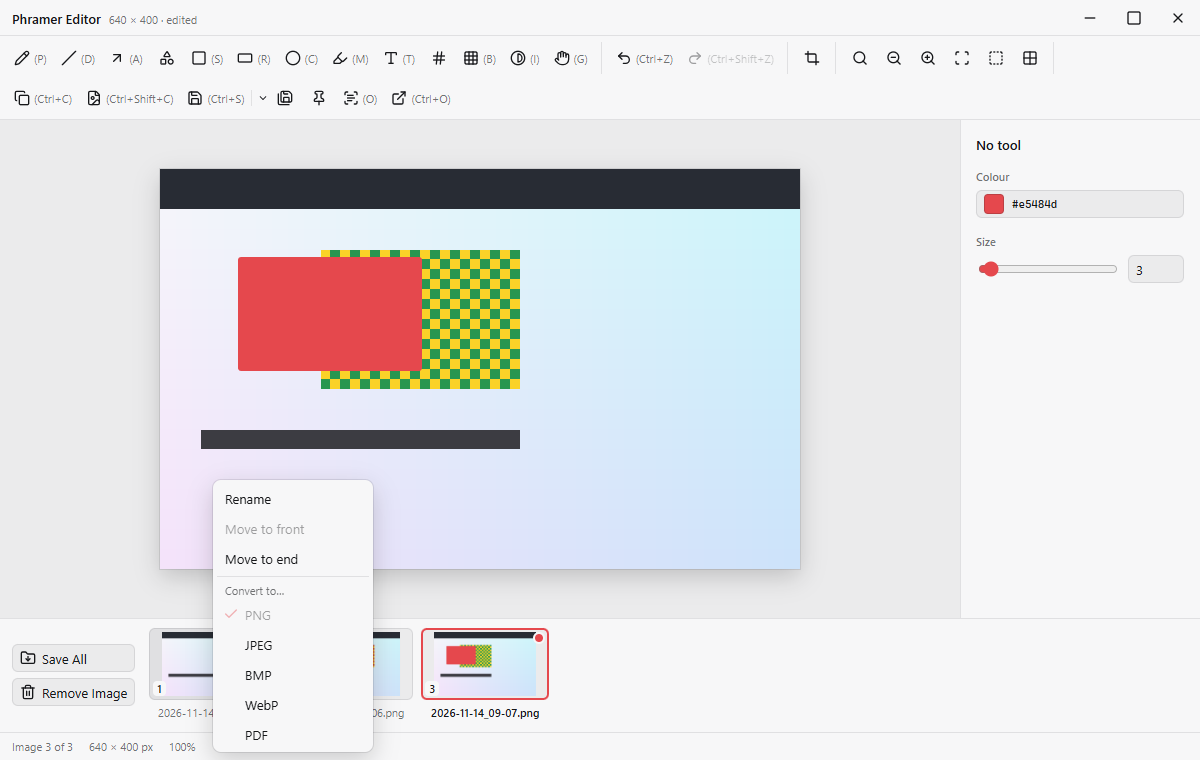 Phramer Editor 640 × 400 · edited
(P) (D) (A) (S) (R) (C) (M) (T) (B) (I) (G) (Ctrl+Z) (Ctrl+Shift+Z)
(Ctrl+C) (Ctrl+Shift+C) (Ctrl+S) (O) (Ctrl+O)
No tool
Colour
#e5484d
Size
3
Rename
Move to front
Move to end
Convert to...
PNG
JPEG
BMP
WebP
PDF
Save All
Remove Image
1
3
2026-11-14
06.png
2026-11-14_09-07.png
Image 3 of 3 640 × 400 px 100%